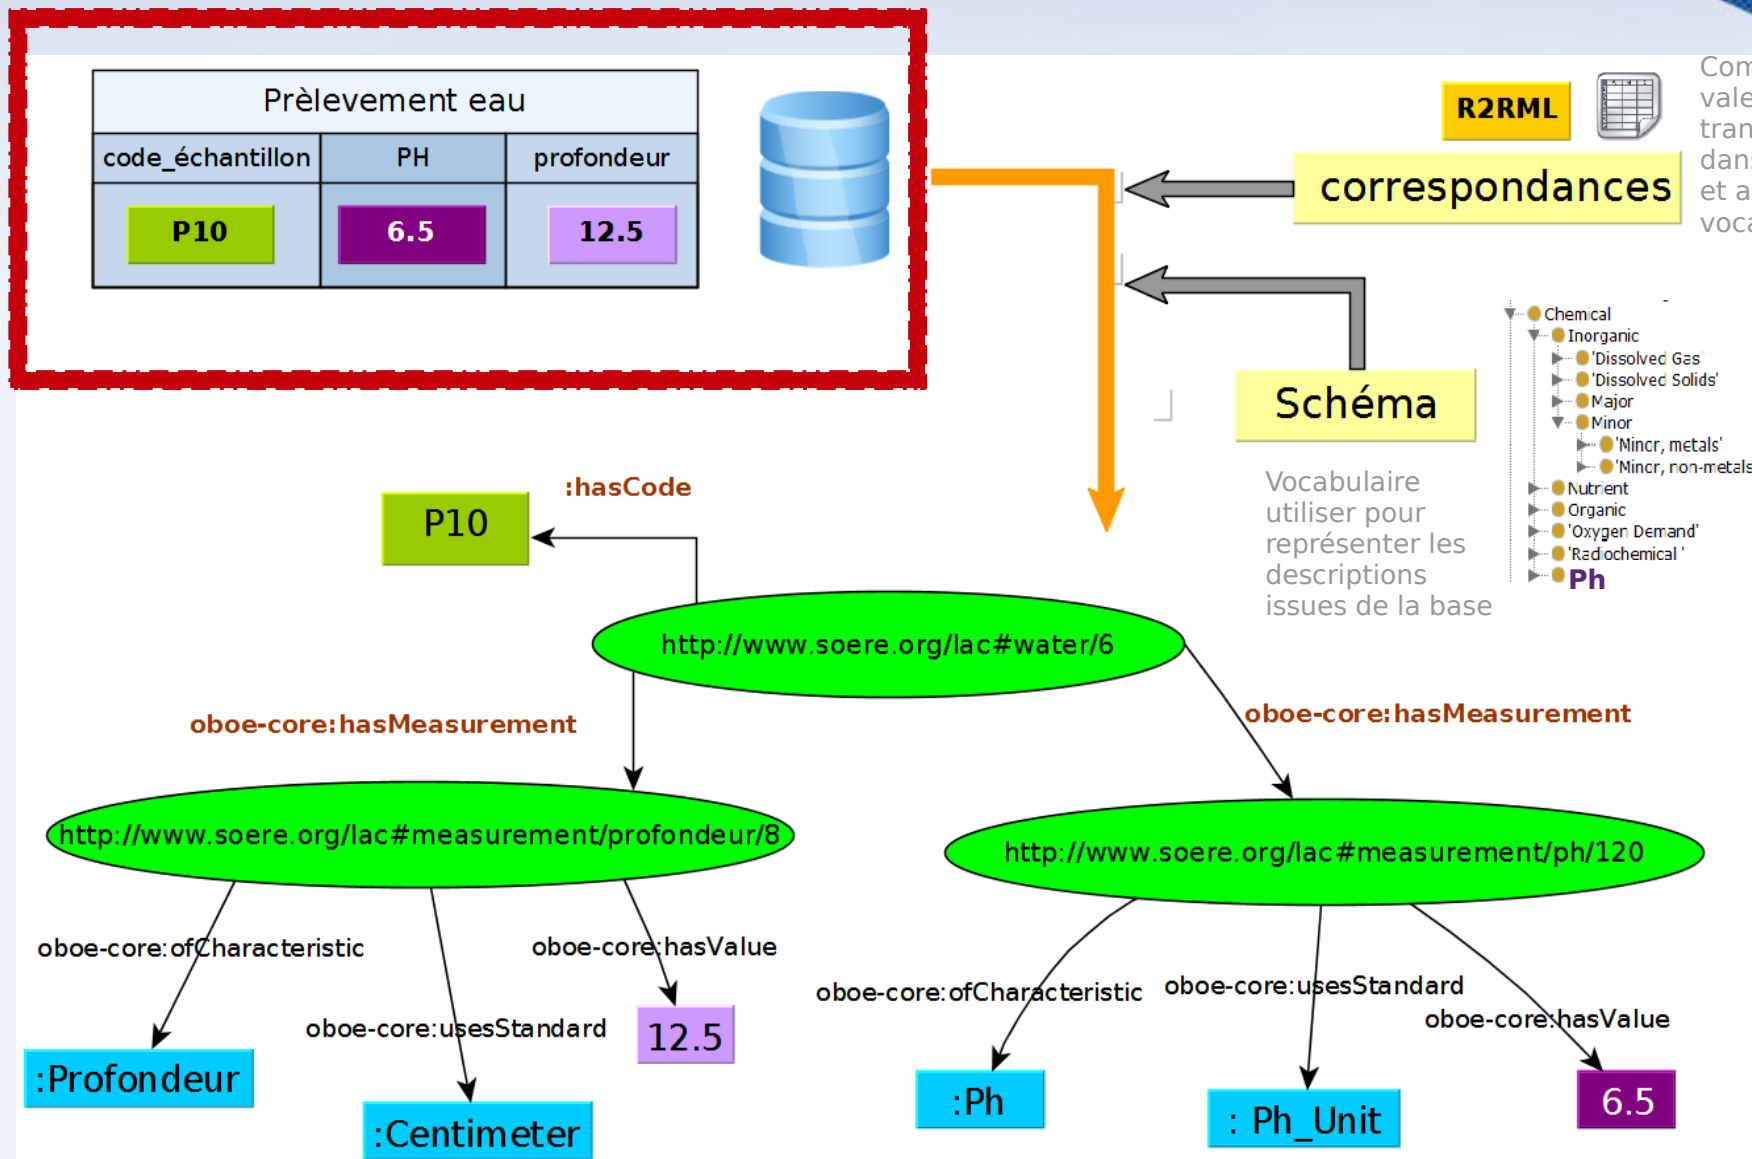 Prèlevement eau
code_échantillon PH profondeur
P10 6.5 12.5
R2RML
correspondances
et a
Schéma
Vocabulaire
utiliser pour
représenter les
descriptions
issues de la base
Chemical
Inorganic
'Dissolved Gas'
'Dissolved Solids'
Major
Minor
'Minor, metals'
'Minor, non-metals
Nutrient
Organic
'Oxygen Demand'
'Radiochemical '
Ph
P10
:hasCode
http://www.soere.org/lac#water/6
oboe-core:hasMeasurement
oboe-core:hasMeasurement
http://www.soere.org/lac#measurement/profondeur/8
http://www.soere.org/lac#measurement/ph/120
oboe-core:ofCharacteristic
oboe-core:usesStandard
oboe-core:hasValue
:Profondeur
:Centimeter
12.5
oboe-core:ofCharacteristic
oboe-core:usesStandard
oboe-core:hasValue
:Ph
: Ph_Unit
6.5